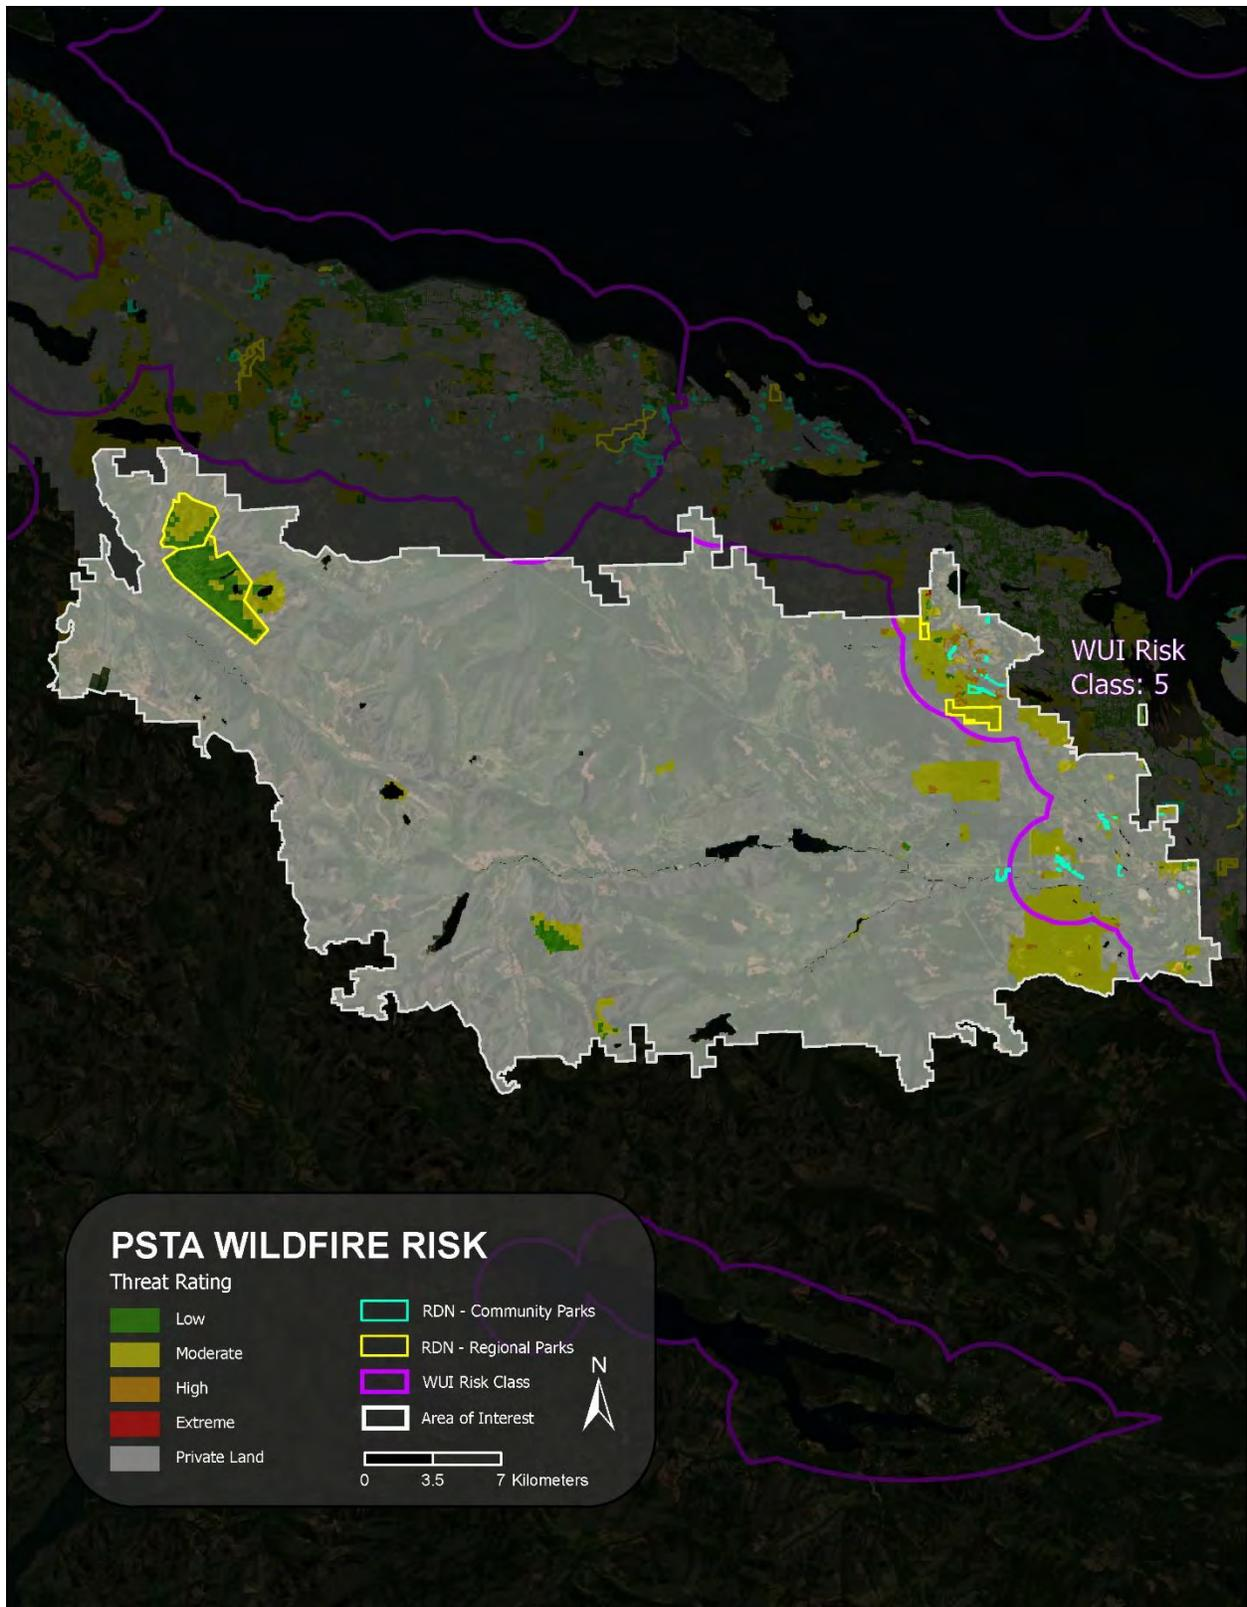 WUI Risk
Class: 5
PSTA WILDFIRE RISK
Threat Rating
Low
Moderate
High
Extreme
Private Land
RDN - Community Parks
RDN - Regional Parks
WUI Risk Class
Area of Interest
N
0 3.5 7 Kilometers